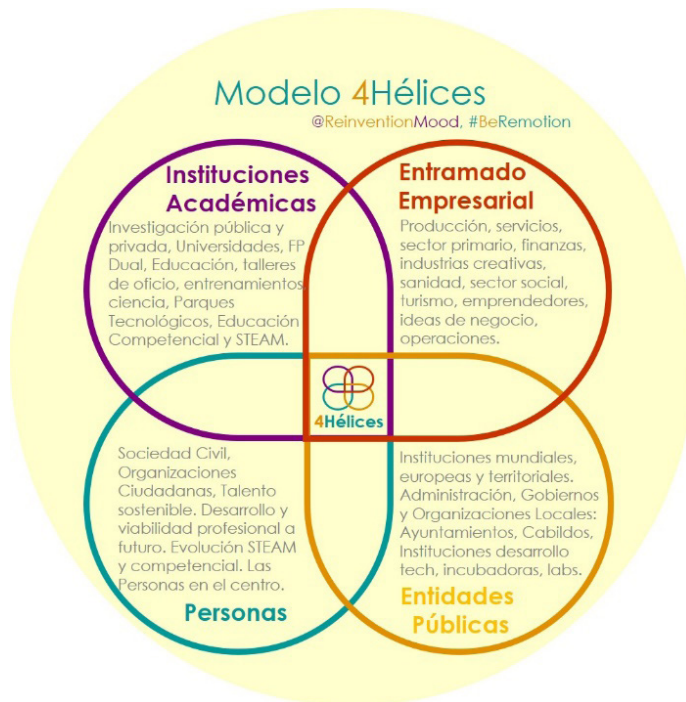 Modelo 4Hélices
@ReinventionMood, #BeRemotion
Instituciones
Académicas
Investigación pública y
privada, Universidades, FP
Dual, Educación, talleres
de oficio, entrenamientos
ciencia, Parques
Tecnológicos, Educación
Competencial y STEAM.
Entramado
Empresarial
Producción, servicios,
sector primario, finanzas,
industrias creativas,
sanidad, sector social,
turismo, emprendedores,
ideas de negocio,
operaciones.
4Hélices
Sociedad Civil,
Organizaciones
Ciudadanas, Talento
sostenible. Desarrollo y
viabilidad profesional a
futuro. Evolución STEAM
y competencial. Las
Personas en el centro.
Personas
Instituciones mundiales,
europeas y territoriales.
Administración, Gobiernos
y Organizaciones Locales:
Ayuntamientos, Cabildos,
Instituciones desarrollo
tech, incubadoras, labs.
Entidades
Públicas